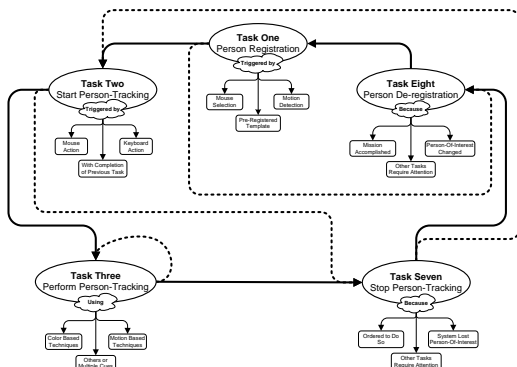 Task One
Person Registration
Triggered by
Mouse
Selection
Motion
Detection
Pre-Registered
Template
Task Two
Start Person-Tracking
Triggered by
Mouse
Action
Keyboard
Action
With Completion
of Previous Task
Task Eight
Person De-registration
Because
Mission
Accomplished
Person-Of-Interest
Changed
Other Tasks
Require Attention
Task Three
Perform Person-Tracking
Using
Color Based
Techniques
Motion Based
Techniques
Others or
Multiple Cues
Task Seven
Stop Person-Tracking
Because
Ordered to Do
So
System Lost
Person-Of-Interest
Other Tasks
Require Attention